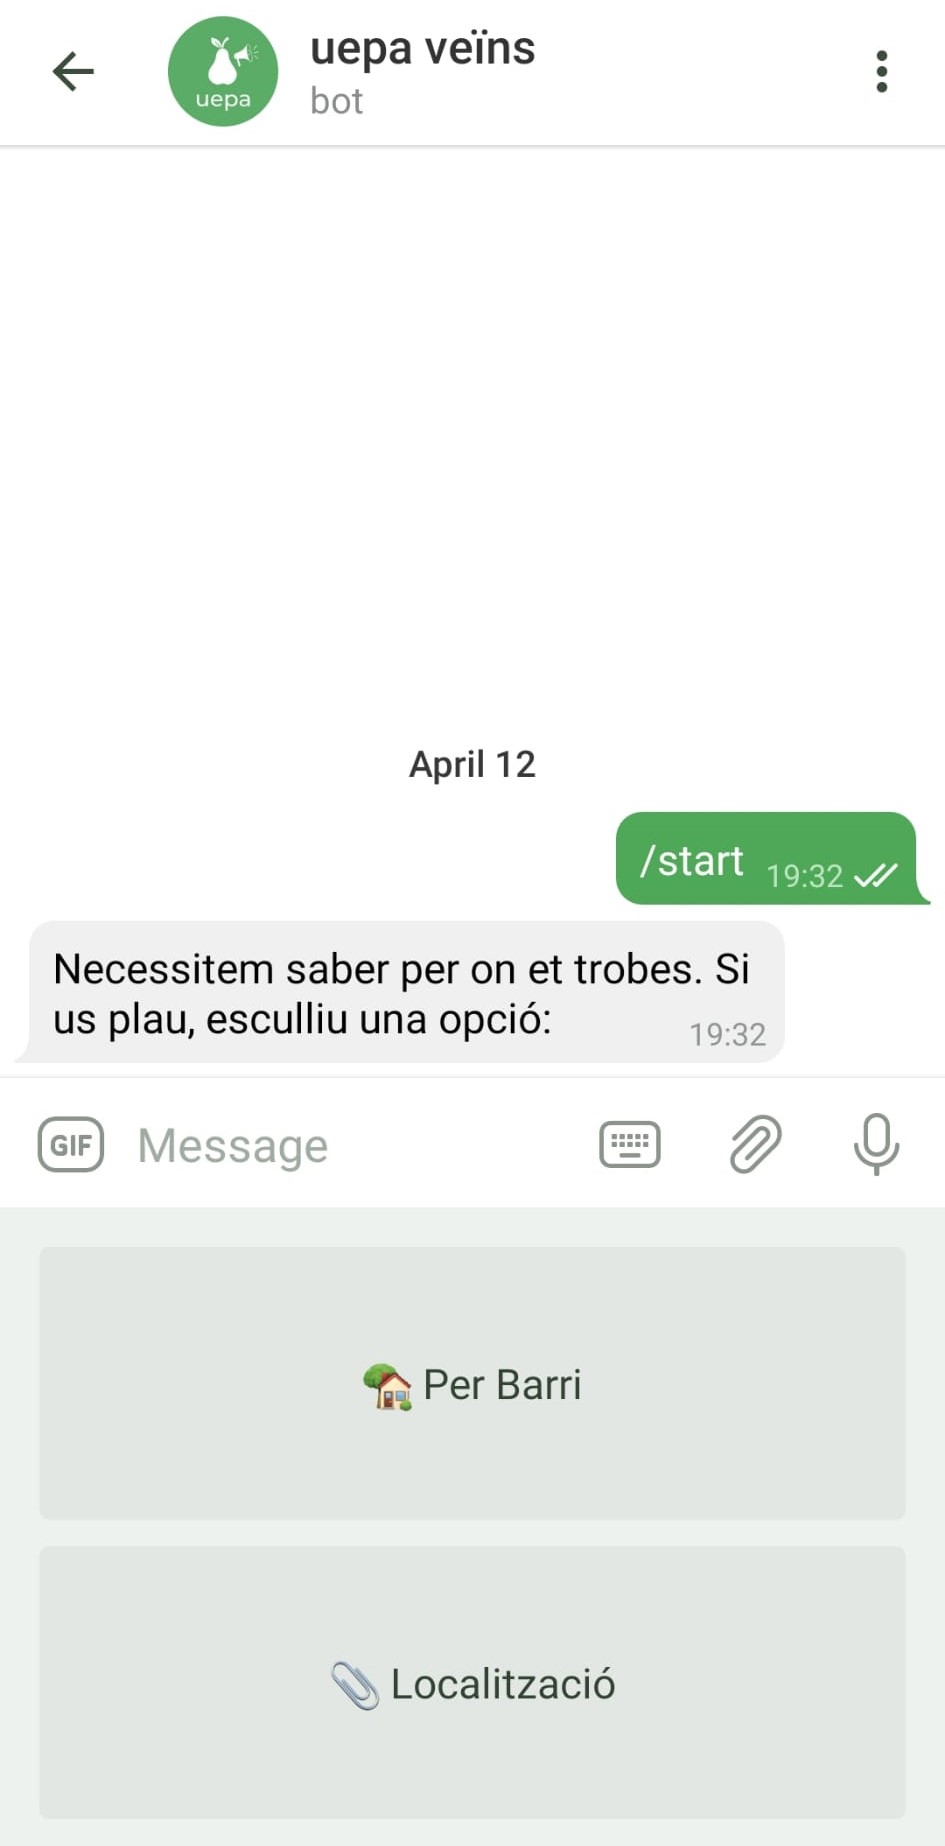 uepa
uepa veïns
bot
April 12
/start 19:32
Necessitem saber per on et trobes. Si
us plau, esculliu una opció:
19:32
GIF Message
Per Barri
Localització